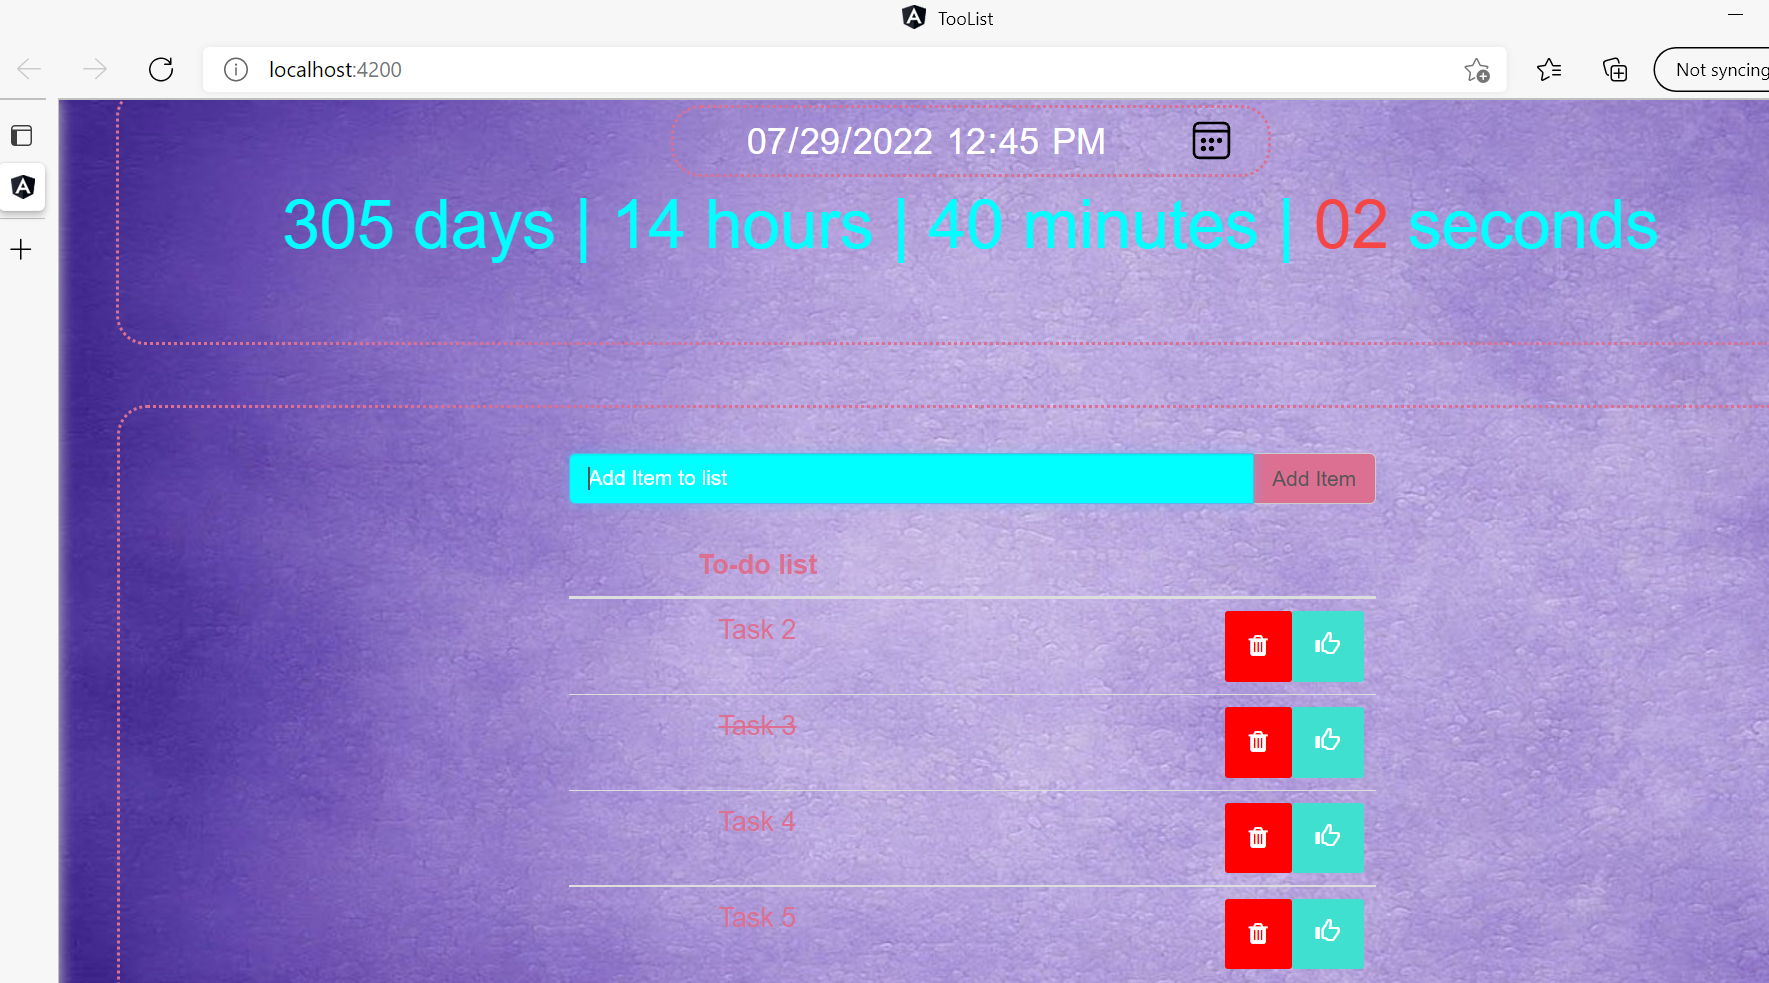 TooList
localhost:4200
Not syncing
07/29/2022 12:45 PM
305 days | 14 hours | 40 minutes | 02 seconds
Add Item to list
Add Item
To-do list
Task 2
Task 3
Task 4
Task 5